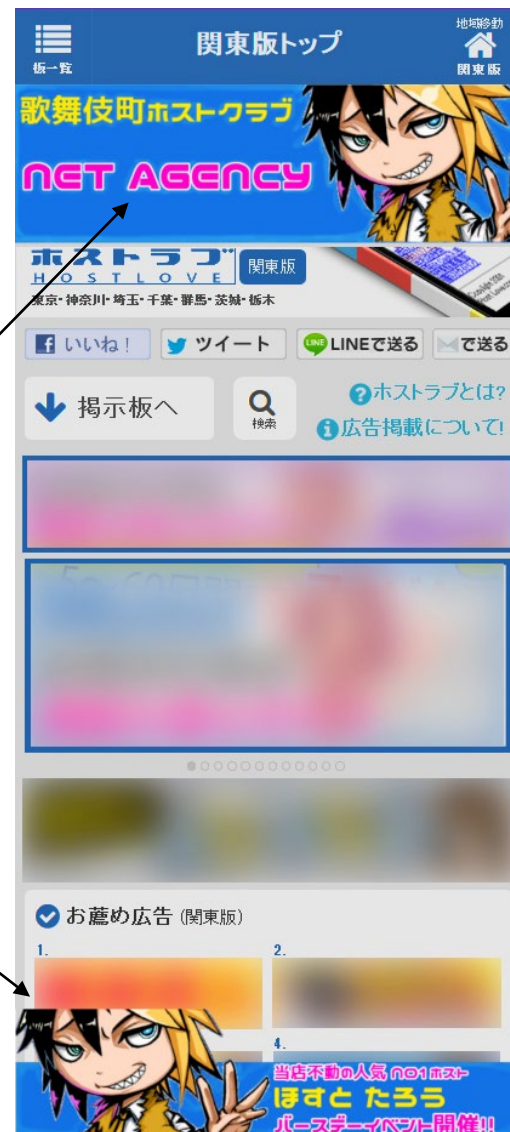 板一覧
関東版トップ
地域移動
関東版
歌舞伎町ホストクラブ
NET AGENCY
ホストラブ
HOSTLOVE
関東版
東京・神奈川・埼玉・千葉・群馬・茨城・栃木
いいね!
ツイート
LINEで送る
で送る
掲示板へ
検索
ホストラブとは?
広告掲載について!
お薦め広告 (関東版)
1.
2.
4.
当店不動の人気 NO1 ホスト
ほすと たろう
バースデーイベント開催!!